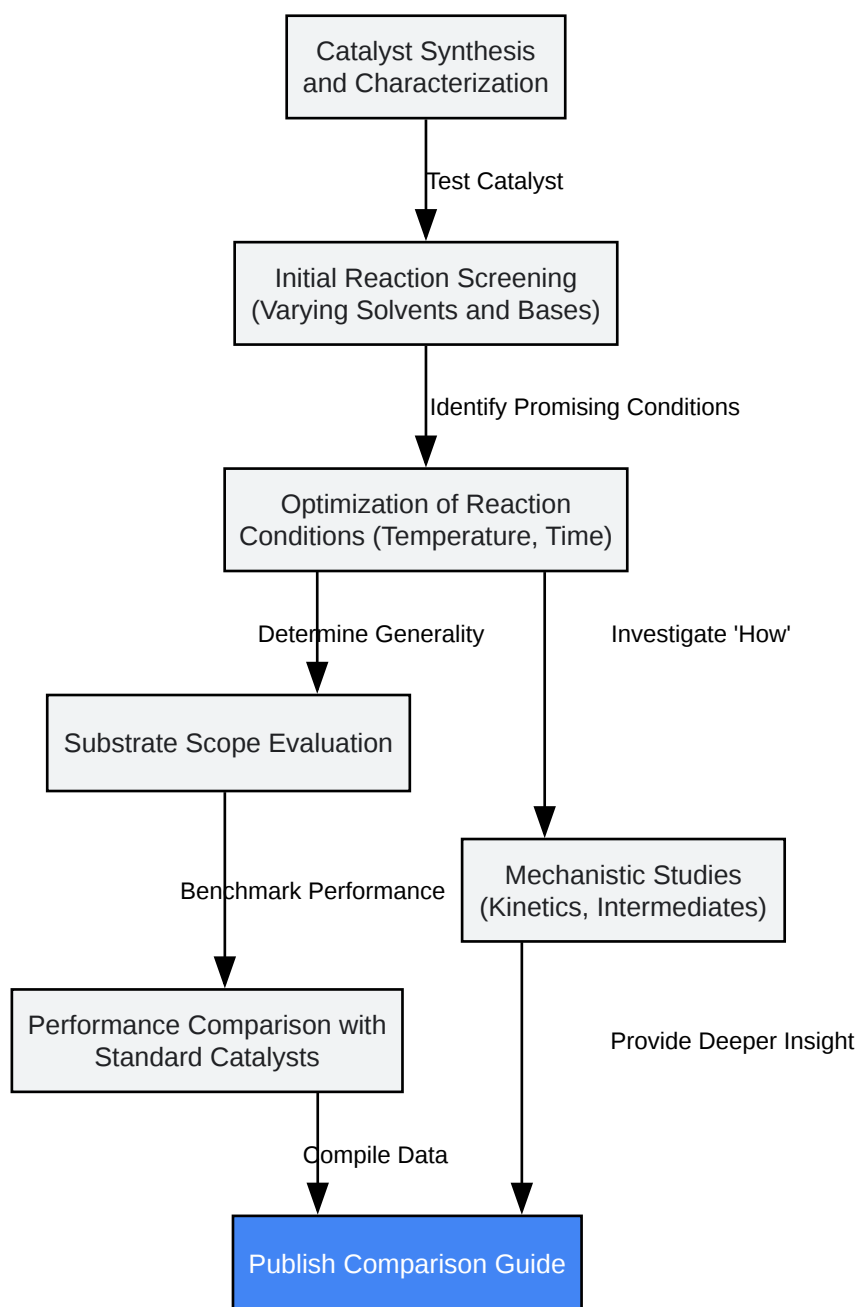 Catalyst Synthesis
and Characterization
Test Catalyst
Initial Reaction Screening
(Varying Solvents and Bases)
Identify Promising Conditions
Optimization of Reaction
Conditions (Temperature, Time)
Determine Generality
Investigate 'How'
Substrate Scope Evaluation
Benchmark Performance
Mechanistic Studies
(Kinetics, Intermediates)
Performance Comparison with
Standard Catalysts
Provide Deeper Insight
Compile Data
Publish Comparison Guide